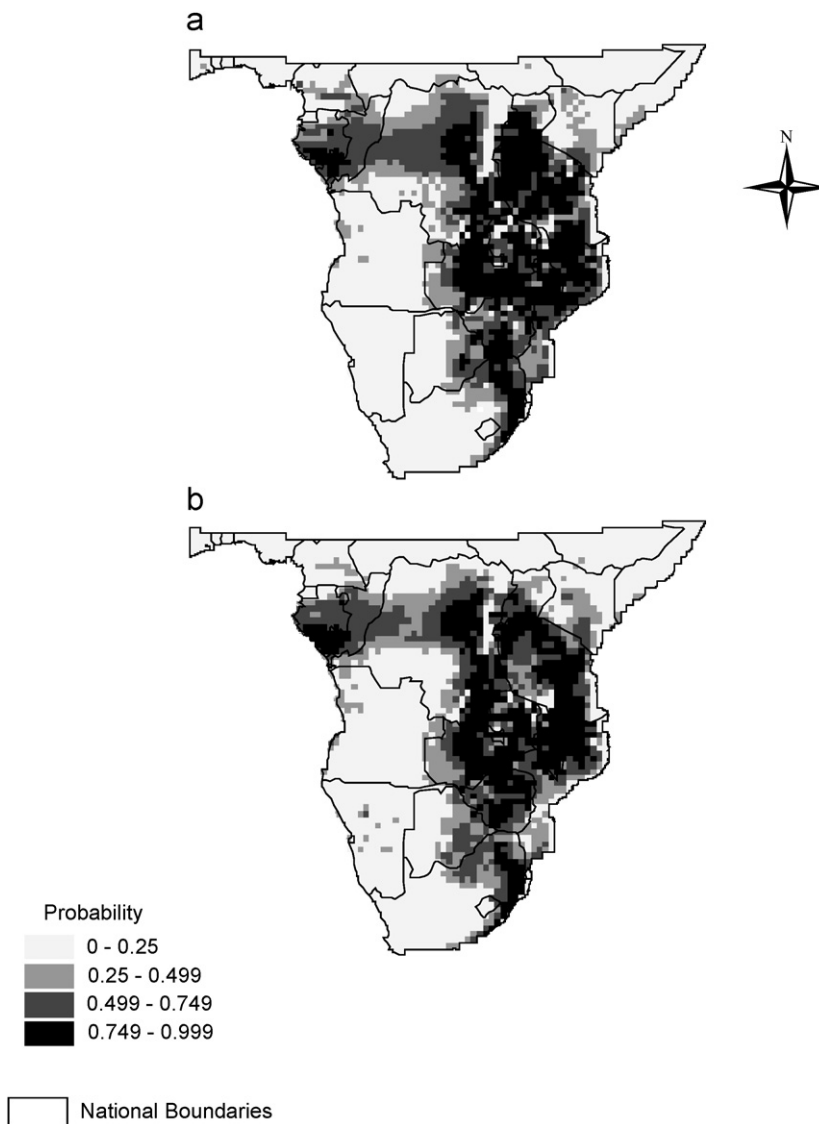 a
N
b
Probability
0 - 0.25
0.25 - 0.499
0.499 - 0.749
0.749 - 0.999
National Boundaries